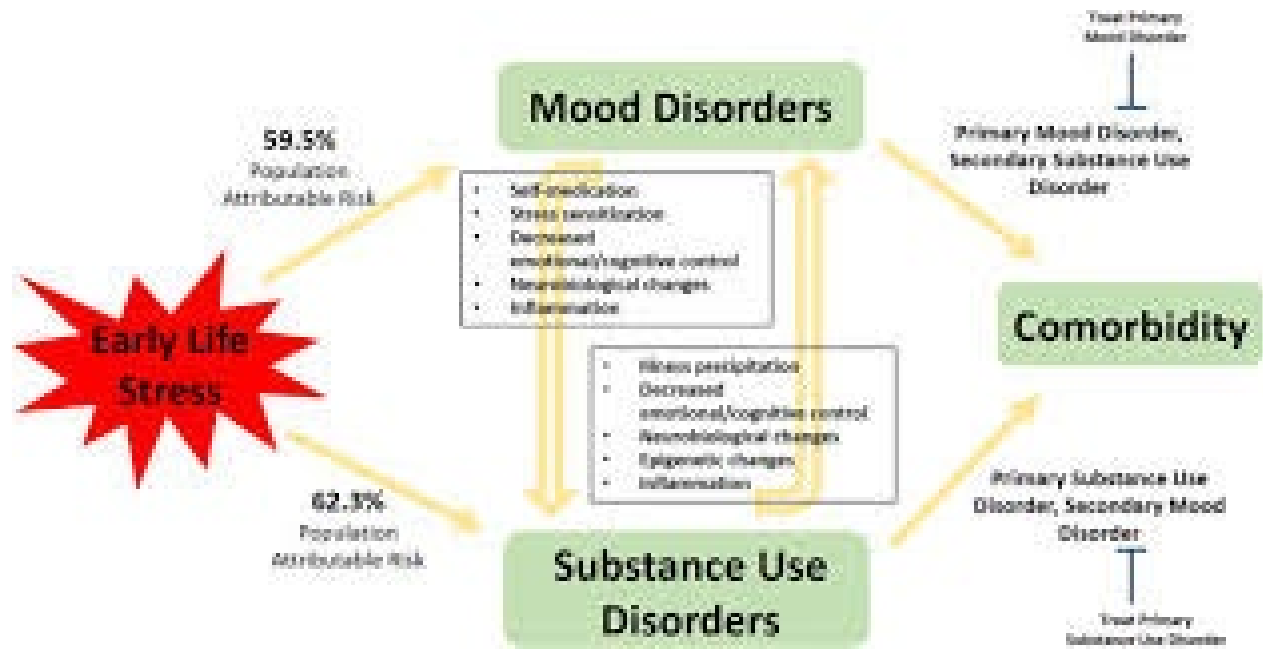 Treat Primary
Mood Disorder
Mood Disorders
59.5%
Population
Attributable Risk
Primary Mood Disorder,
Secondary Substance Use
Disorder
• Self-medication
• Stress sensitization
• Decreased
emotional/cognitive control
• Neurobiological changes
• Inflammation
Early Life
Stress
Comorbidity
• Illness precipitation
• Decreased
emotional/cognitive control
• Neurobiological changes
• Epigenetic changes
• Inflammation
62.3%
Population
Attributable Risk
Primary Substance Use
Disorder, Secondary Mood
Disorder
Substance Use
Disorders
Treat Primary
Substance Use Disorder